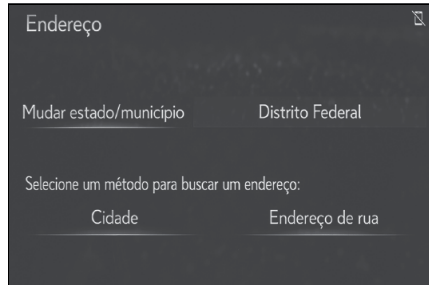 Endereço
Mudar estado/município Distrito Federal
Selecione um método para buscar um endereço:
Cidade Endereço de rua